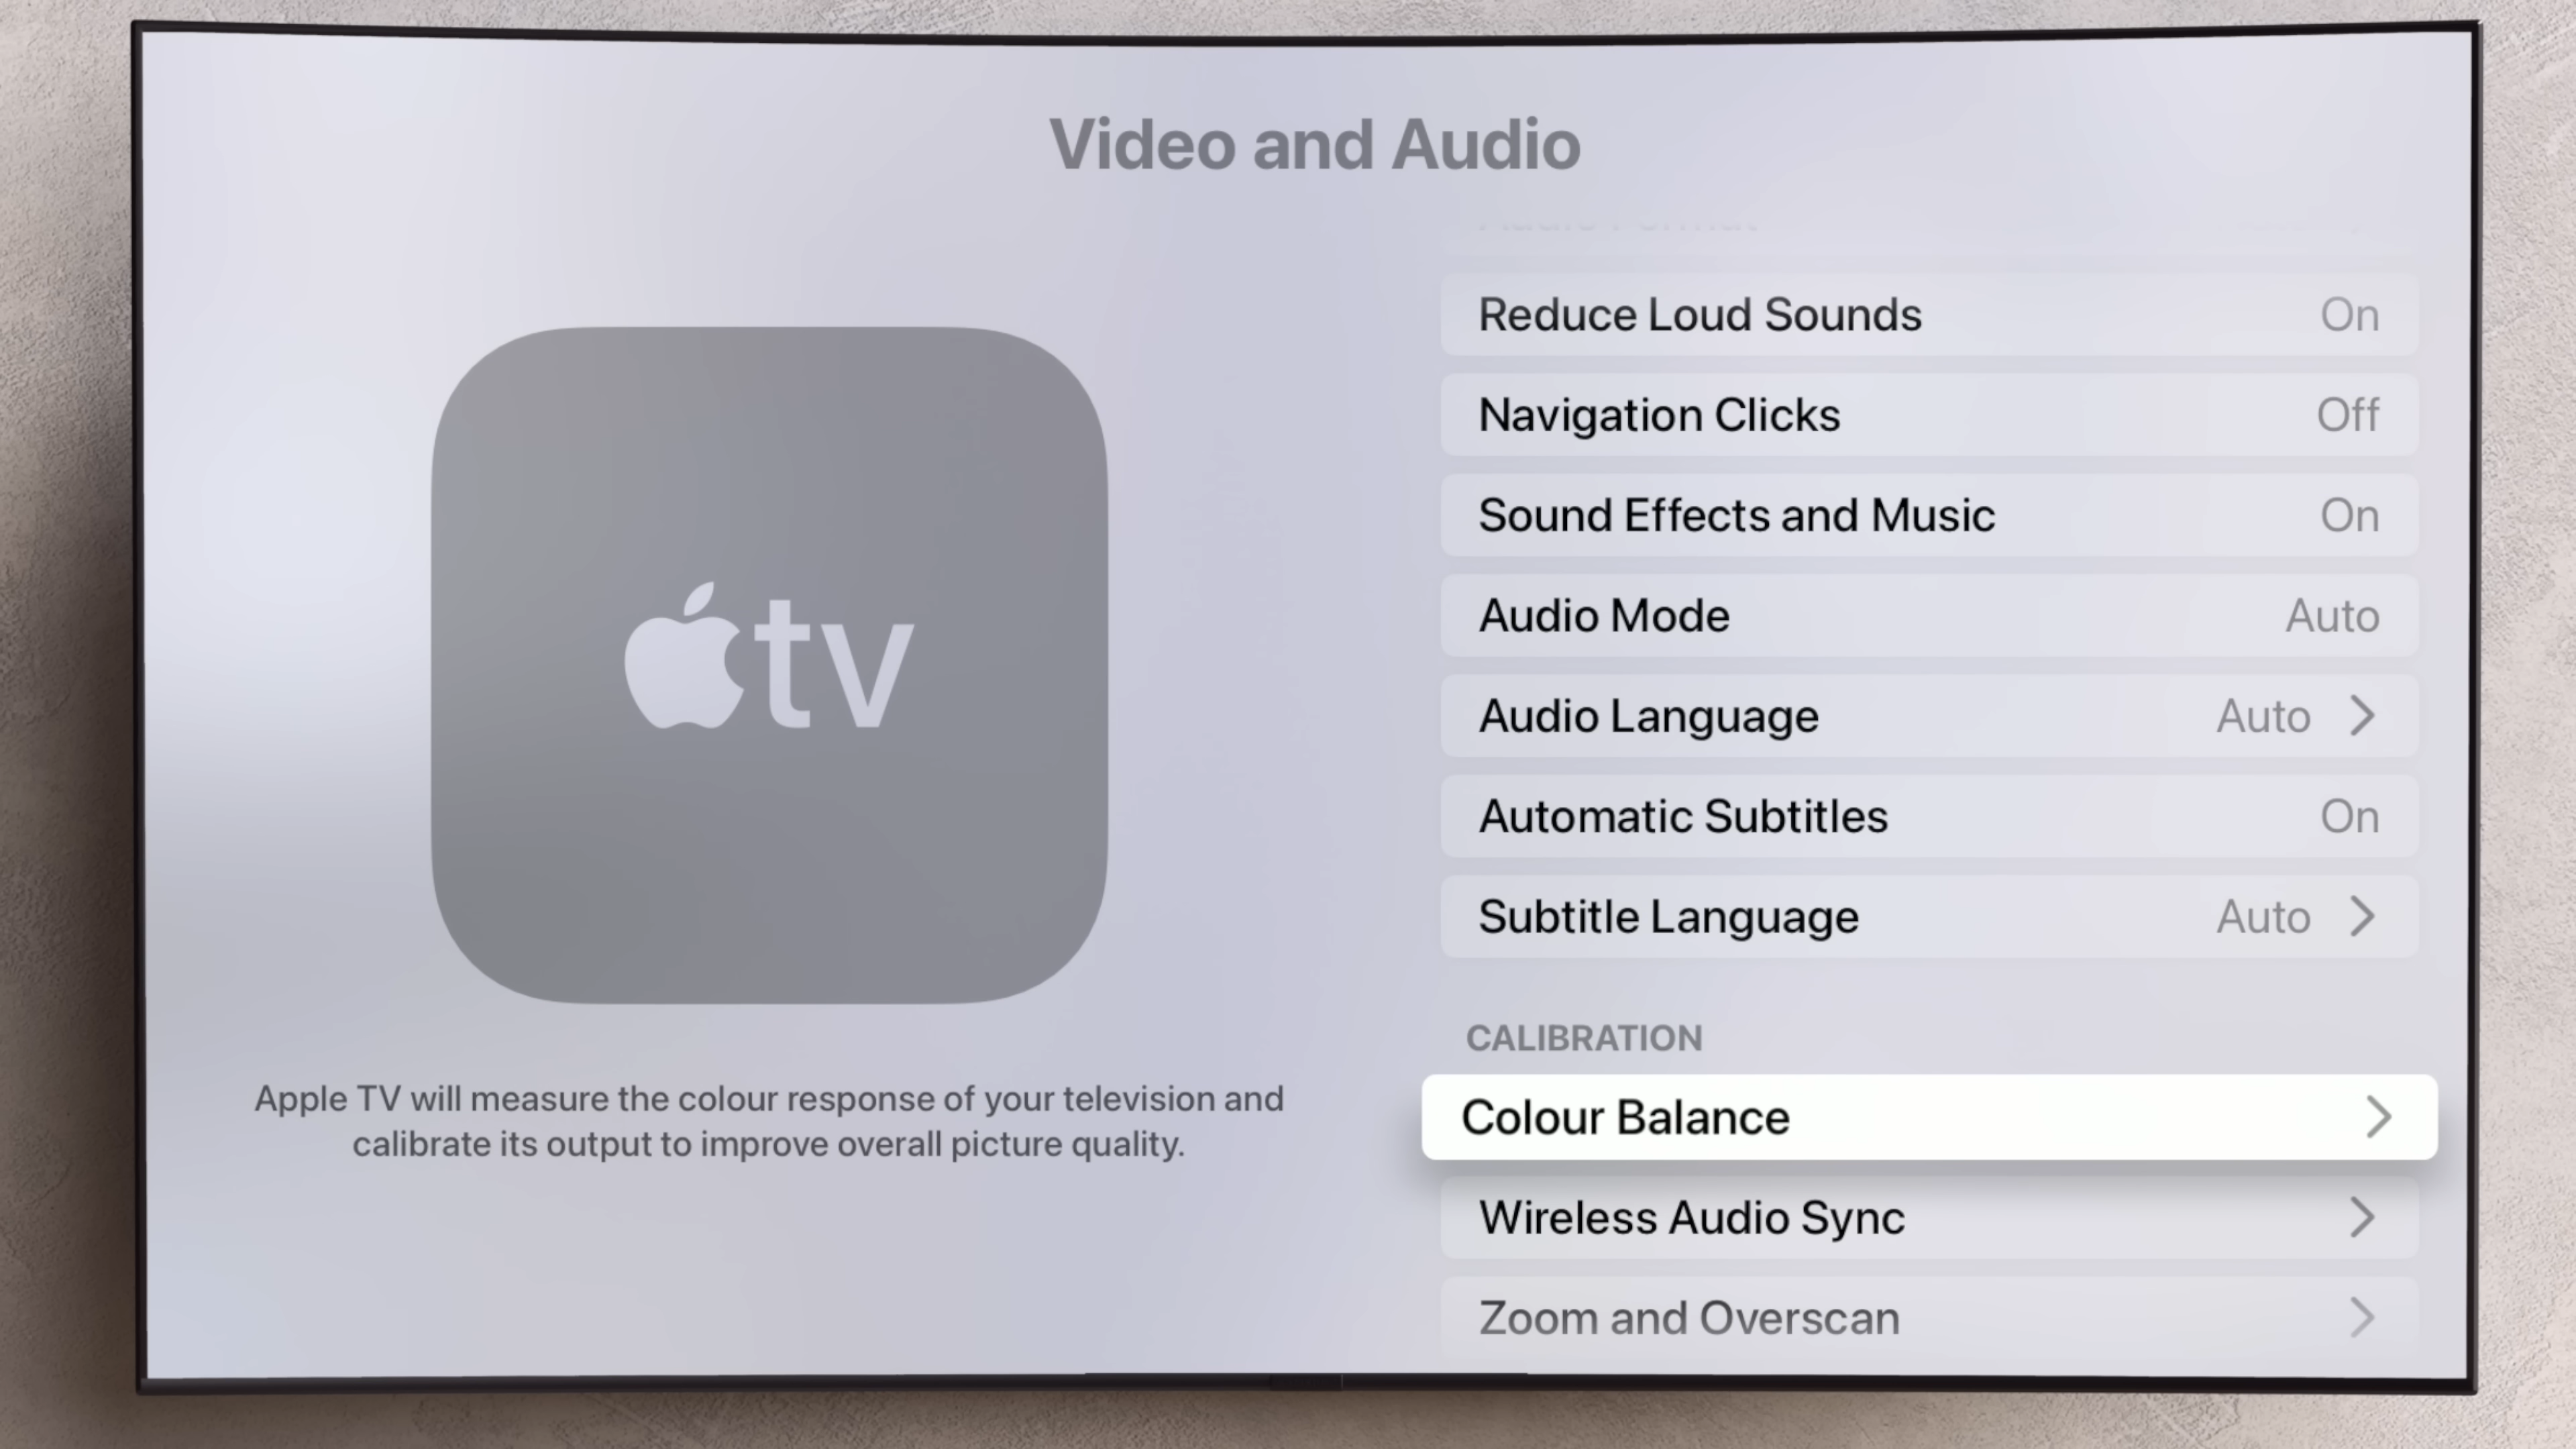 Video and Audio
Reduce Loud Sounds On
Navigation Clicks Off
Sound Effects and Music On
Audio Mode Auto
Audio Language Auto
Automatic Subtitles On
Subtitle Language Auto
tv
Apple TV will measure the colour response of your television and
calibrate its output to improve overall picture quality.
CALIBRATION
Colour Balance
Wireless Audio Sync
Zoom and Overscan